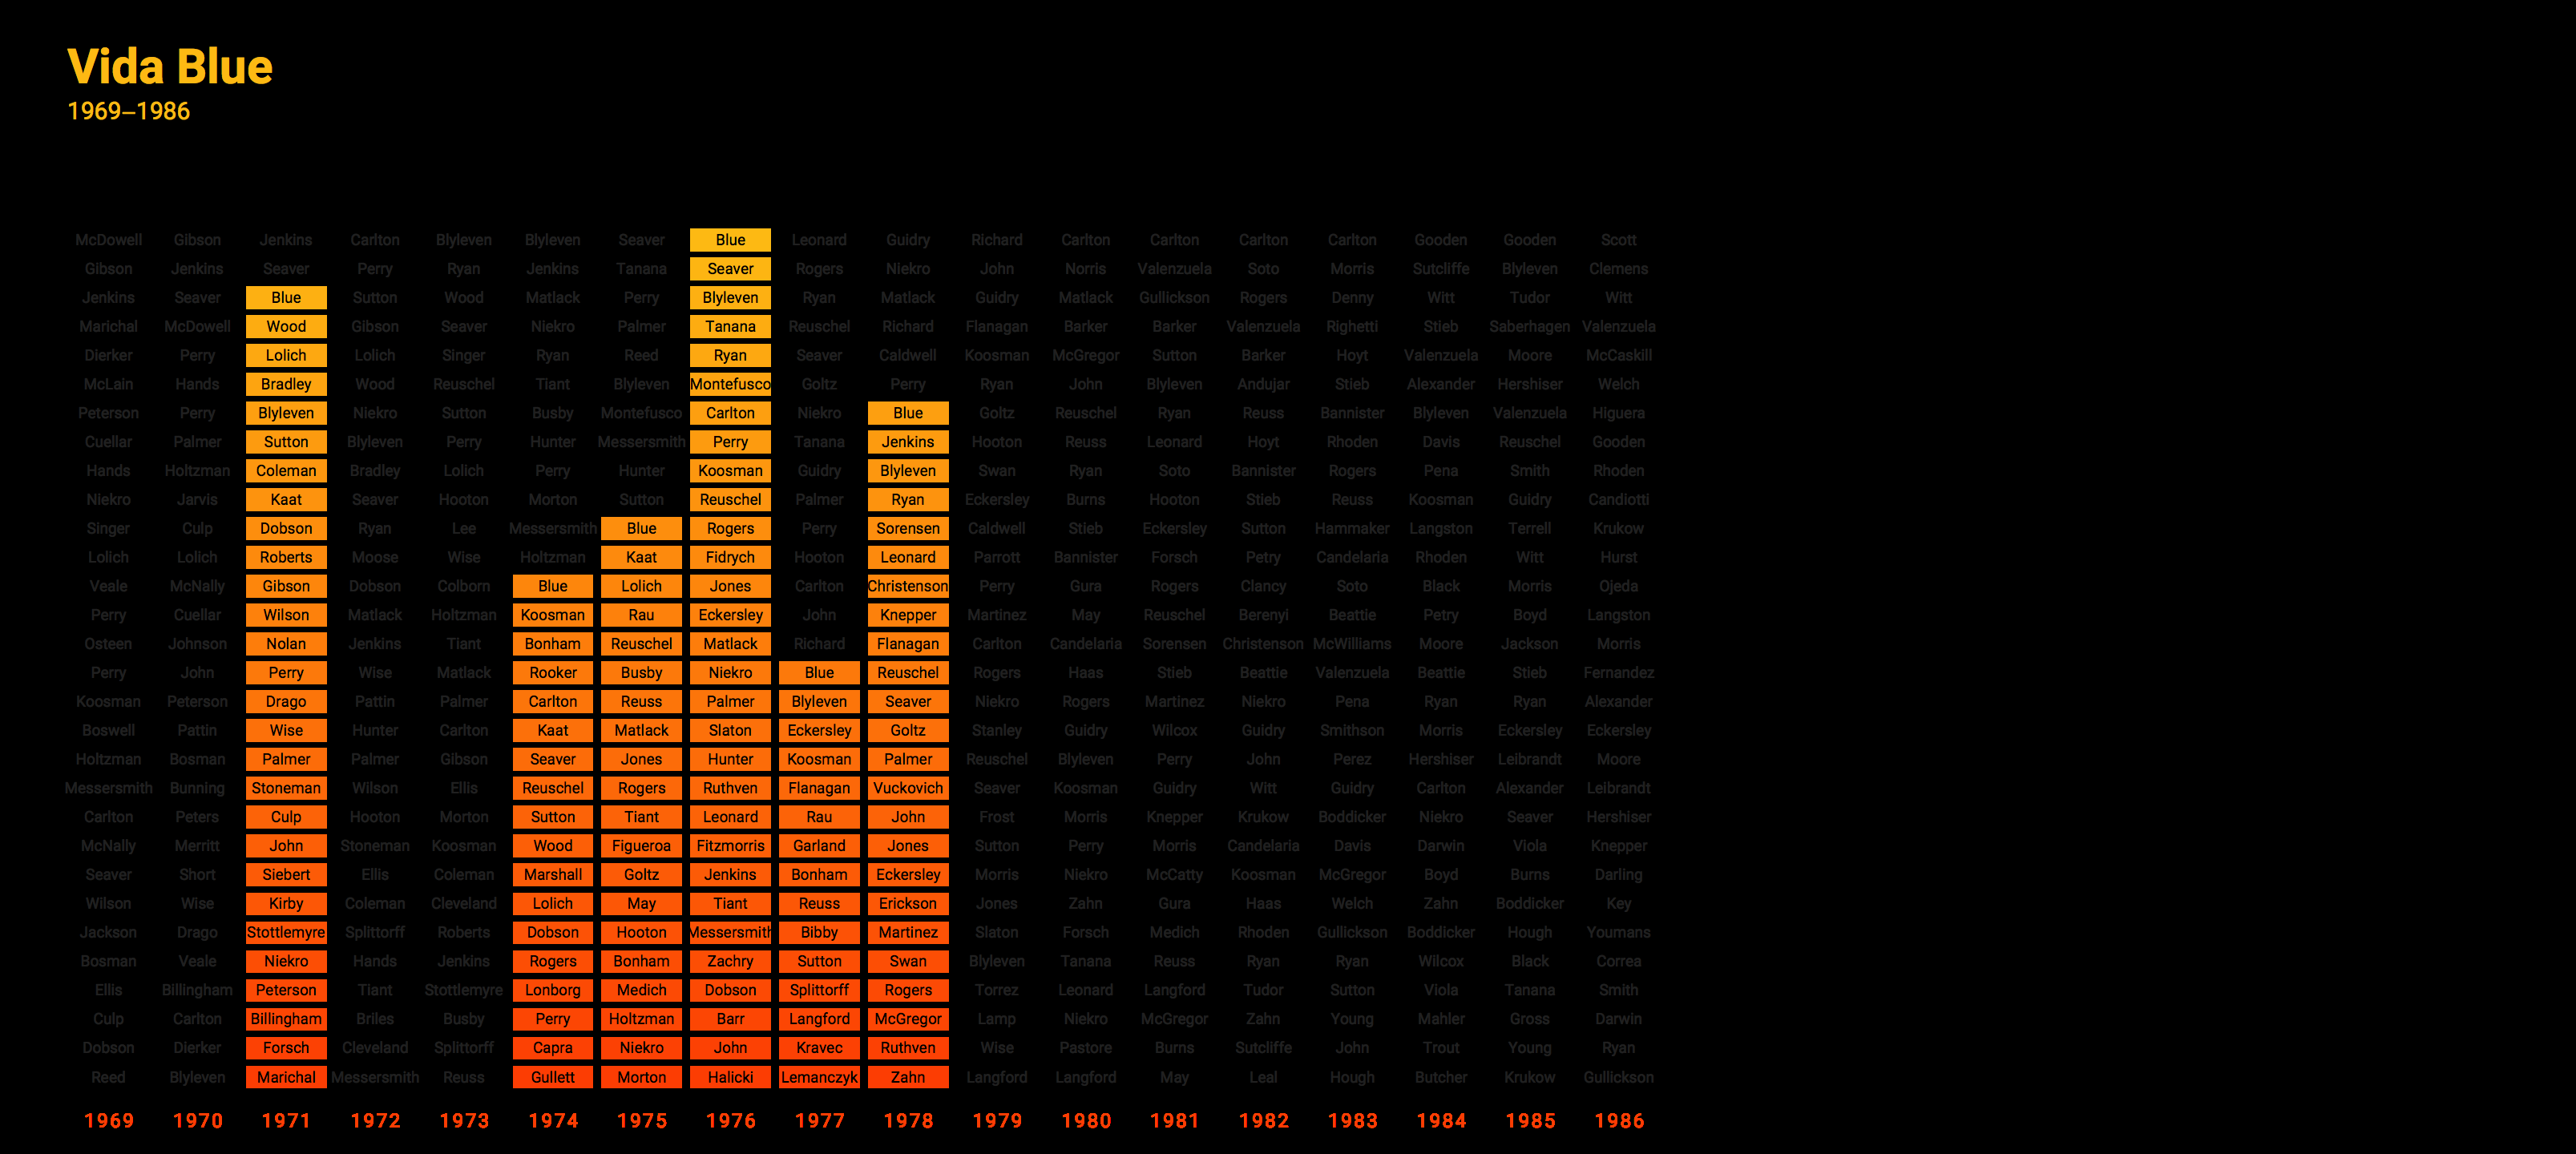 Vida Blue
1969–1986
McDowell Gibson Jenkins Carlton Blyleven Blyleven Seaver Blue Leonard Guidry Richard Carlton Carlton Carlton Carlton Gooden Gooden Scott
Gibson Jenkins Seaver Perry Ryan Jenkins Tanana Seaver Rogers Niekro John Norris Valenzuela Soto Morris Sutcliffe Blyleven Clemens
Jenkins Seaver Blue Sutton Wood Matlack Perry Blyleven Ryan Matlack Guidry Matlack Gullickson Rogers Denny Witt Tudor Witt
Marichal McDowell Wood Gibson Seaver Niekro Palmer Tanana Reuschel Richard Flanagan Barker Barker Valenzuela Righetti Stieb Saberhagen Valenzuela
Dierker Perry Lolich Lolich Singer Ryan Reed Ryan Seaver Caldwell Koosman McGregor Sutton Barker Hoyt Valenzuela Moore McCaskill
McLain Hands Bradley Wood Reuschel Tiant Blyleven Montefusco Goltz Perry Ryan John Blyleven Andujar Stieb Alexander Hershiser Welch
Peterson Perry Blyleven Niekro Sutton Busby Montefusco Carlton Niekro Blue Goltz Reuschel Ryan Reuss Bannister Blyleven Valenzuela Higuera
Cuellar Palmer Sutton Blyleven Perry Hunter Messersmith Perry Tanana Jenkins Hooton Reuss Leonard Hoyt Rhoden Davis Reuschel Gooden
Hands Holtzman Coleman Bradley Lolich Perry Hunter Koosman Guidry Blyleven Swan Ryan Soto Bannister Rogers Pena Smith Rhoden
Niekro Jarvis Kaat Seaver Hooton Morton Sutton Reuschel Palmer Ryan Eckersley Burns Hooton Stieb Reuss Koosman Guidry Candiotti
Singer Culp Dobson Ryan Lee Messersmith Blue Rogers Perry Sorensen Caldwell Stieb Eckersley Sutton Hammaker Langston Terrell Krukow
Lolich Lolich Roberts Moose Wise Holtzman Kaat Fidrych Hooton Leonard Parrott Bannister Forsch Petry Candelaria Rhoden Witt Hurst
Veale McNally Gibson Dobson Colborn Blue Lolich Jones Carlton Christenson Perry Gura Rogers Clancy Soto Black Morris Ojeda
Perry Cuellar Wilson Matlack Holtzman Koosman Rau Eckersley John Knepper Martinez May Reuschel Berenyi Beattie Petry Boyd Langston
Osteen Johnson Nolan Jenkins Tiant Bonham Reuschel Matlack Richard Flanagan Carlton Candelaria Sorensen Christenson McWilliams Moore Jackson Morris
Perry John Perry Wise Matlack Rooker Busby Niekro Blue Reuschel Rogers Haas Stieb Beattie Valenzuela Beattie Stieb Fernandez
Koosman Peterson Drago Pattin Palmer Carlton Reuss Palmer Blyleven Seaver Niekro Rogers Martinez Niekro Pena Ryan Ryan Alexander
Boswell Pattin Wise Hunter Carlton Kaat Matlack Slaton Eckersley Goltz Stanley Guidry Wilcox Guidry Smithson Morris Eckersley Eckersley
Holtzman Bosman Palmer Palmer Gibson Seaver Jones Hunter Koosman Palmer Reuschel Blyleven Perry John Perez Hershiser Leibrandt Moore
Messersmith Bunning Stoneman Wilson Ellis Reuschel Rogers Ruthven Flanagan Vuckovich Seaver Koosman Guidry Witt Guidry Carlton Alexander Leibrandt
Carlton Peters Culp Hooton Morton Sutton Tiant Leonard Rau John Frost Morris Knepper Krukow Boddicker Niekro Seaver Hershiser
McNally Merritt John Stoneman Koosman Wood Figueroa Fitzmorris Garland Jones Sutton Perry Morris Candelaria Davis Darwin Viola Knepper
Seaver Short Siebert Ellis Coleman Marshall Goltz Jenkins Bonham Eckersley Morris Niekro McCatty Koosman McGregor Boyd Burns Darling
Wilson Wise Kirby Coleman Cleveland Lolich May Tiant Reuss Erickson Jones Zahn Gura Haas Welch Zahn Boddicker Key
Jackson Drago Stottlemyre Splittorff Roberts Dobson Hooton Messersmith Bibby Martinez Slaton Forsch Medich Rhoden Gullickson Boddicker Hough Youmans
Bosman Veale Niekro Hands Jenkins Rogers Bonham Zachry Sutton Swan Blyleven Tanana Reuss Ryan Ryan Wilcox Black Correa
Ellis Billingham Peterson Tiant Stottlemyre Lonborg Medich Dobson Splittorff Rogers Torrez Leonard Langford Tudor Sutton Viola Tanana Smith
Culp Carlton Billingham Briles Busby Perry Holtzman Barr Langford McGregor Lamp Niekro McGregor Zahn Young Mahler Gross Darwin
Dobson Dierker Forsch Cleveland Splittorff Capra Niekro John Kravec Ruthven Wise Pastore Burns Sutcliffe John Trout Young Ryan
Reed Blyleven Marichal Messersmith Reuss Gullett Morton Halicki Lemanczyk Zahn Langford Langford May Leal Hough Butcher Krukow Gullickson
1969 1970 1971 1972 1973 1974 1975 1976 1977 1978 1979 1980 1981 1982 1983 1984 1985 1986